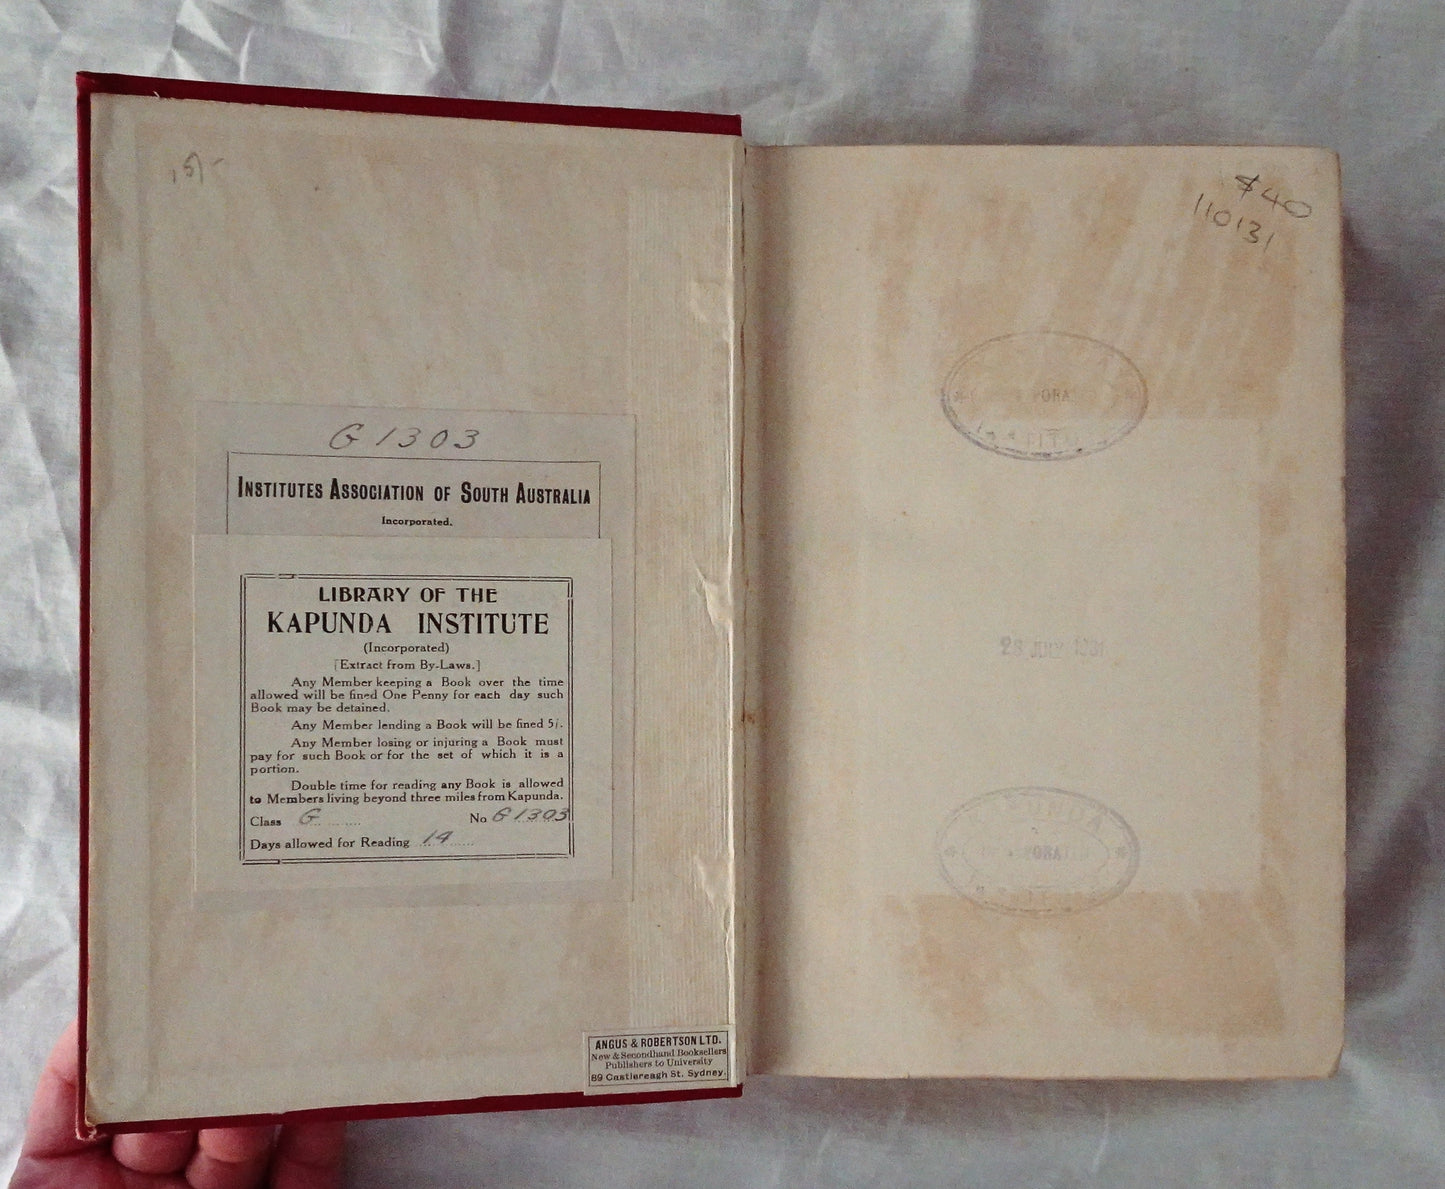 G 1303
INSTITUTES ASSOCIATION OF SOUTH AUSTRALIA
Incorporated.
LIBRARY OF THE
KAPUNDA INSTITUTE
(Incorporated)
[Extract from By-Laws.]
Any Member keeping a Book over the time
allowed will be fined One Penny for each day such
Book may be detained.
Any Member lending a Book will be fined 5/.
Any Member losing or injuring a Book must
pay for such Book or for the set of which it is a
portion.
Double time for reading any Book is allowed
to Members living beyond three miles from Kapunda.
Class G No G1303
Days allowed for Reading 14
ANGUS & ROBERTSON LTD.
New & Secondhand Booksellers
Publishers to University
89 Castlereagh St. Sydney.
$40
110131